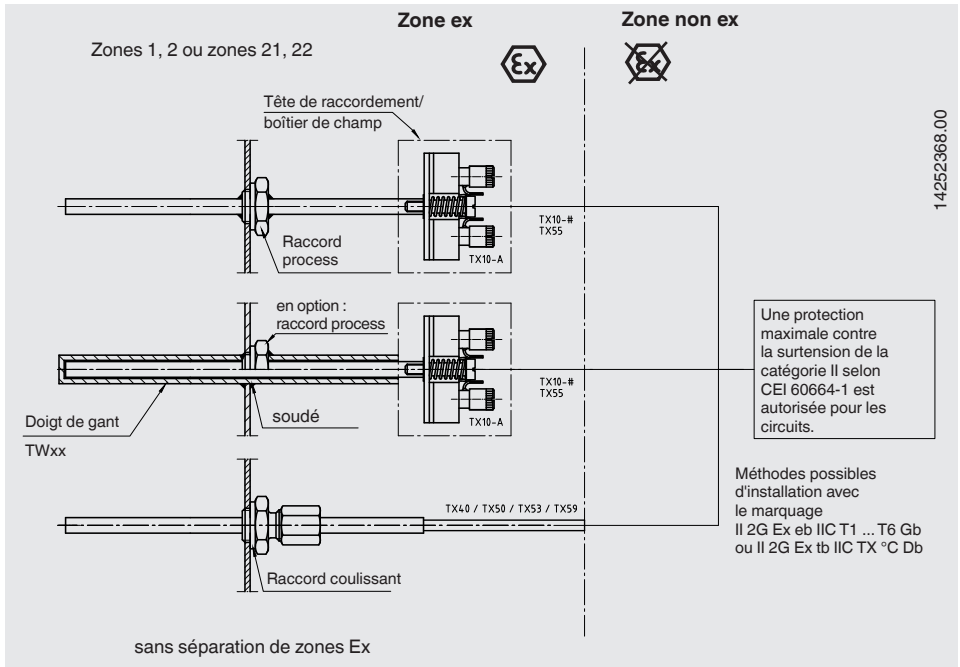 Zone ex
Zone non ex
Zones 1, 2 ou zones 21, 22
Ex
Ex
14252368.00
Tête de raccordement/
boîtier de champ
TX10-#
TX55
Raccord
process
TX10-A
en option :
raccord process
TX10-#
TX55
Une protection
maximale contre
la surtension de la
catégorie II selon
CEI 60664-1 est
autorisée pour les
circuits.
Doigt de gant
TWxx
soudé
TX10-A
Méthodes possibles
d'installation avec
le marquage
II 2G Ex eb IIC T1 ... T6 Gb
ou II 2G Ex tb IIC TX °C Db
TX40 / TX50 / TX53 / TX59
Raccord coulissant
sans séparation de zones Ex